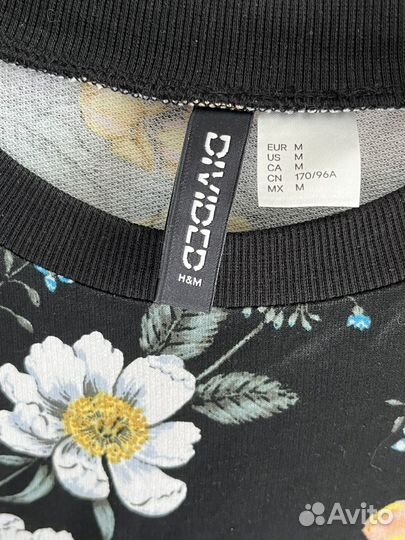 DIVIDED
H&M
EUR M
US M
CA M
CN 170/96A
MX M
Avito